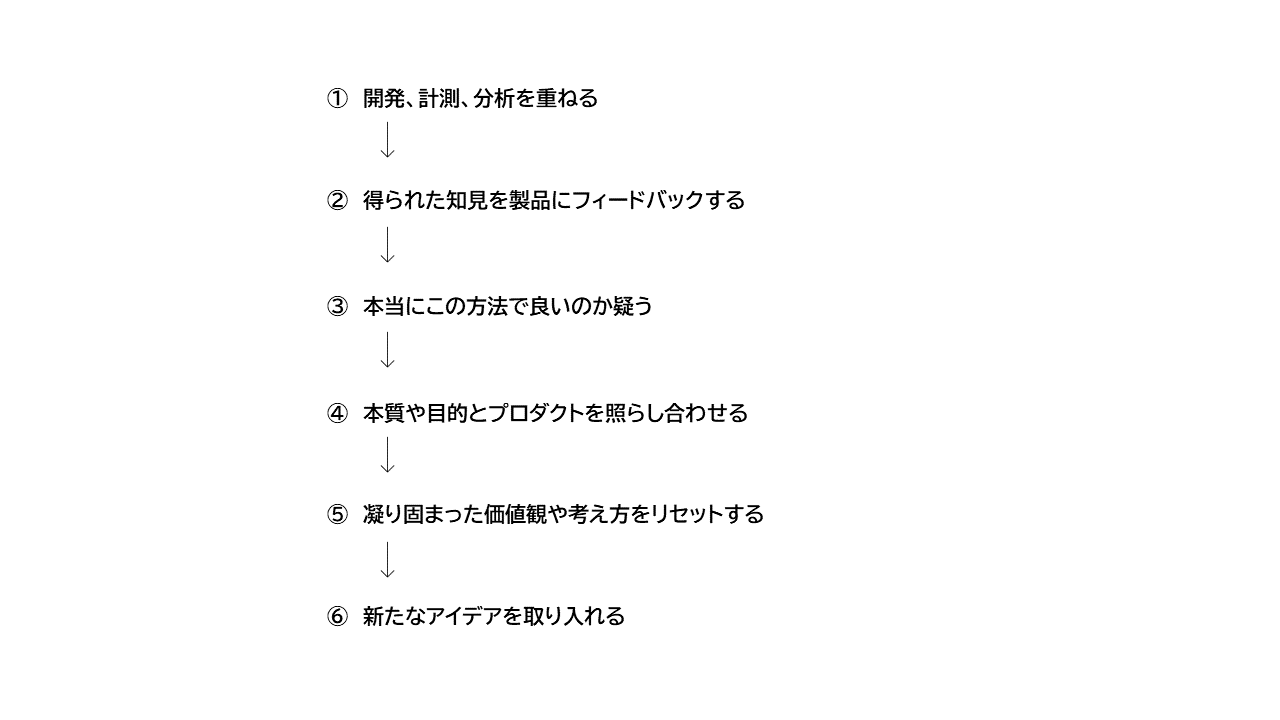 ① 開発、計測、分析を重ねる
② 得られた知見を製品にフィードバックする
③ 本当にこの方法で良いのか疑う
④ 本質や目的とプロダクトを照らし合わせる
⑤ 凝り固まった価値観や考え方をリセットする
⑥ 新たなアイデアを取り入れる